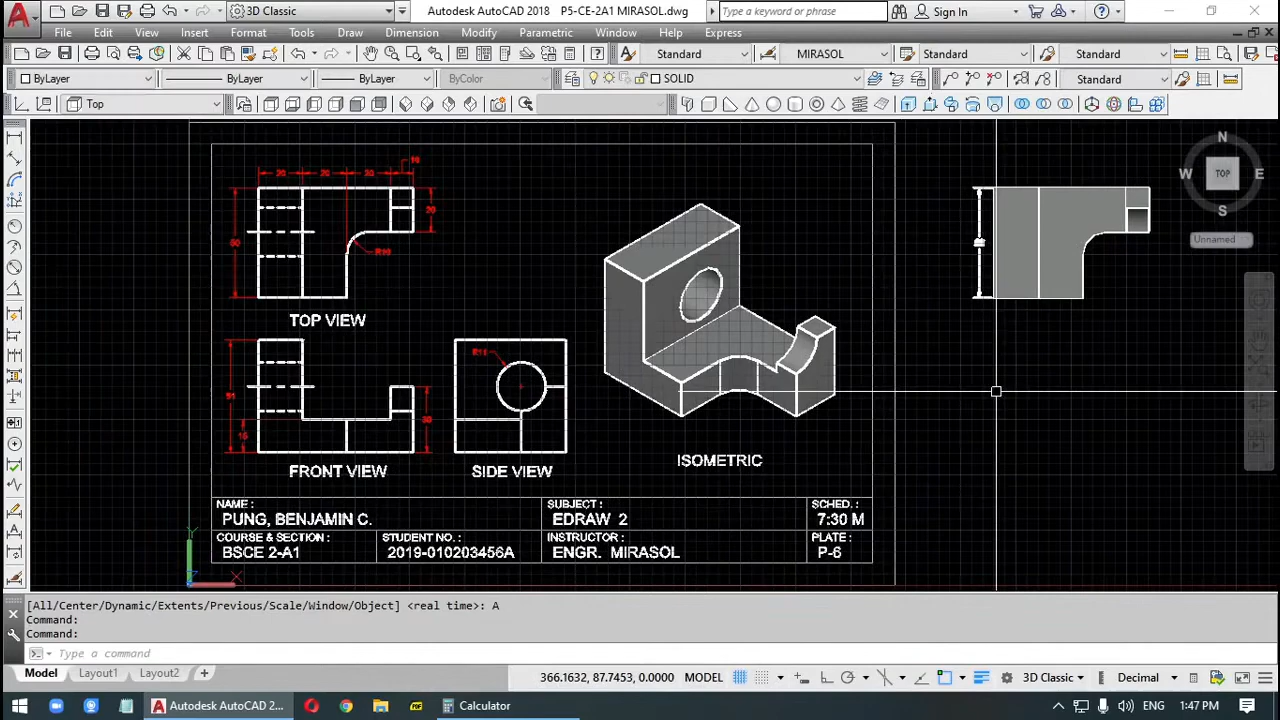 3D Classic
Autodesk AutoCAD 2018
P5-CE-2A1 MIRASOL.dwg
Type a keyword or phrase
Sign In
File
Edit
View
Insert
Format
Tools
Draw
Dimension
Modify
Parametric
Window
Help
Express
Standard
MIRASOL
Standard
Standard
ByLayer
ByLayer
ByLayer
ByColor
SOLID
Standard
Top
N
W
TOP
E
S
Unnamed
20
20
20
10
20
TOP VIEW
FRONT VIEW
SIDE VIEW
ISOMETRIC
NAME :
PUNG, BENJAMIN C.
SUBJECT :
EDRAW 2
SCHED. :
7:30 M
COURSE & SECTION :
BSCE 2-A1
STUDENT NO. :
2019-010203456A
INSTRUCTOR :
ENGR. MIRASOL
PLATE :
P-6
Y
X
[All/Center/Dynamic/Extents/Previous/Scale/Window/Object] <real time>: A
Command:
Command:
Type a command
Model
Layout1
Layout2
+
366.1632, 87.7453, 0.0000
MODEL
3D Classic
Decimal
Autodesk AutoCAD 2...
Calculator
ENG
1:47 PM